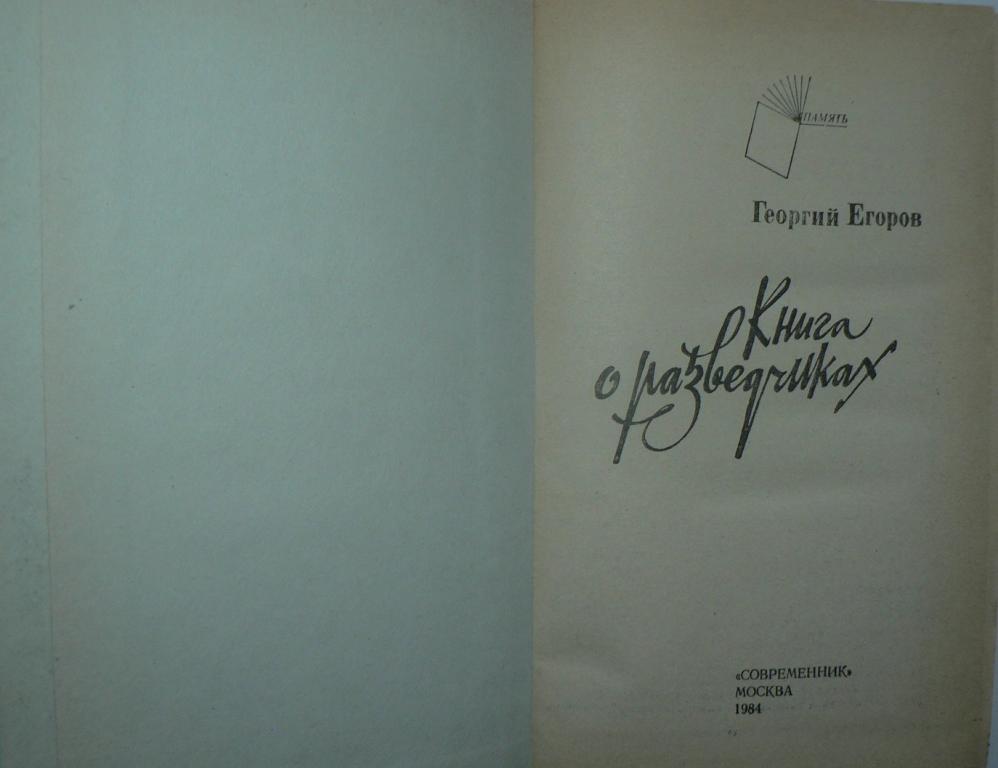 ПАМЯТЬ
Георгий Егоров
Книга
о разведчиках
«СОВРЕМЕННИК»
МОСКВА
1984